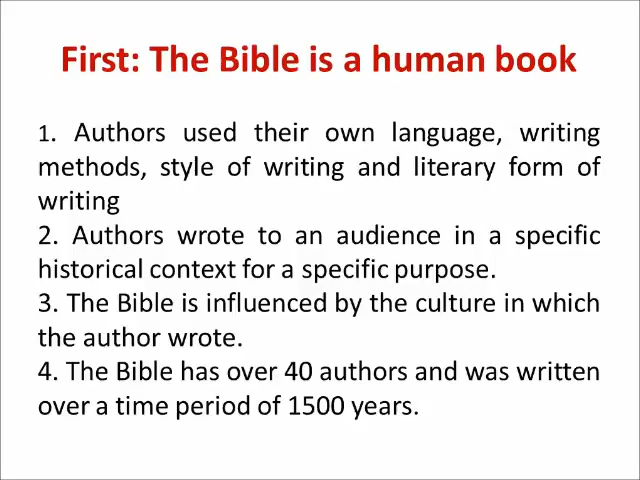 First: The Bible is a human book
1. Authors used their own language, writing
methods, style of writing and literary form of
writing
2. Authors wrote to an audience in a specific
historical context for a specific purpose.
3. The Bible is influenced by the culture in which
the author wrote.
4. The Bible has over 40 authors and was written
over a time period of 1500 years.